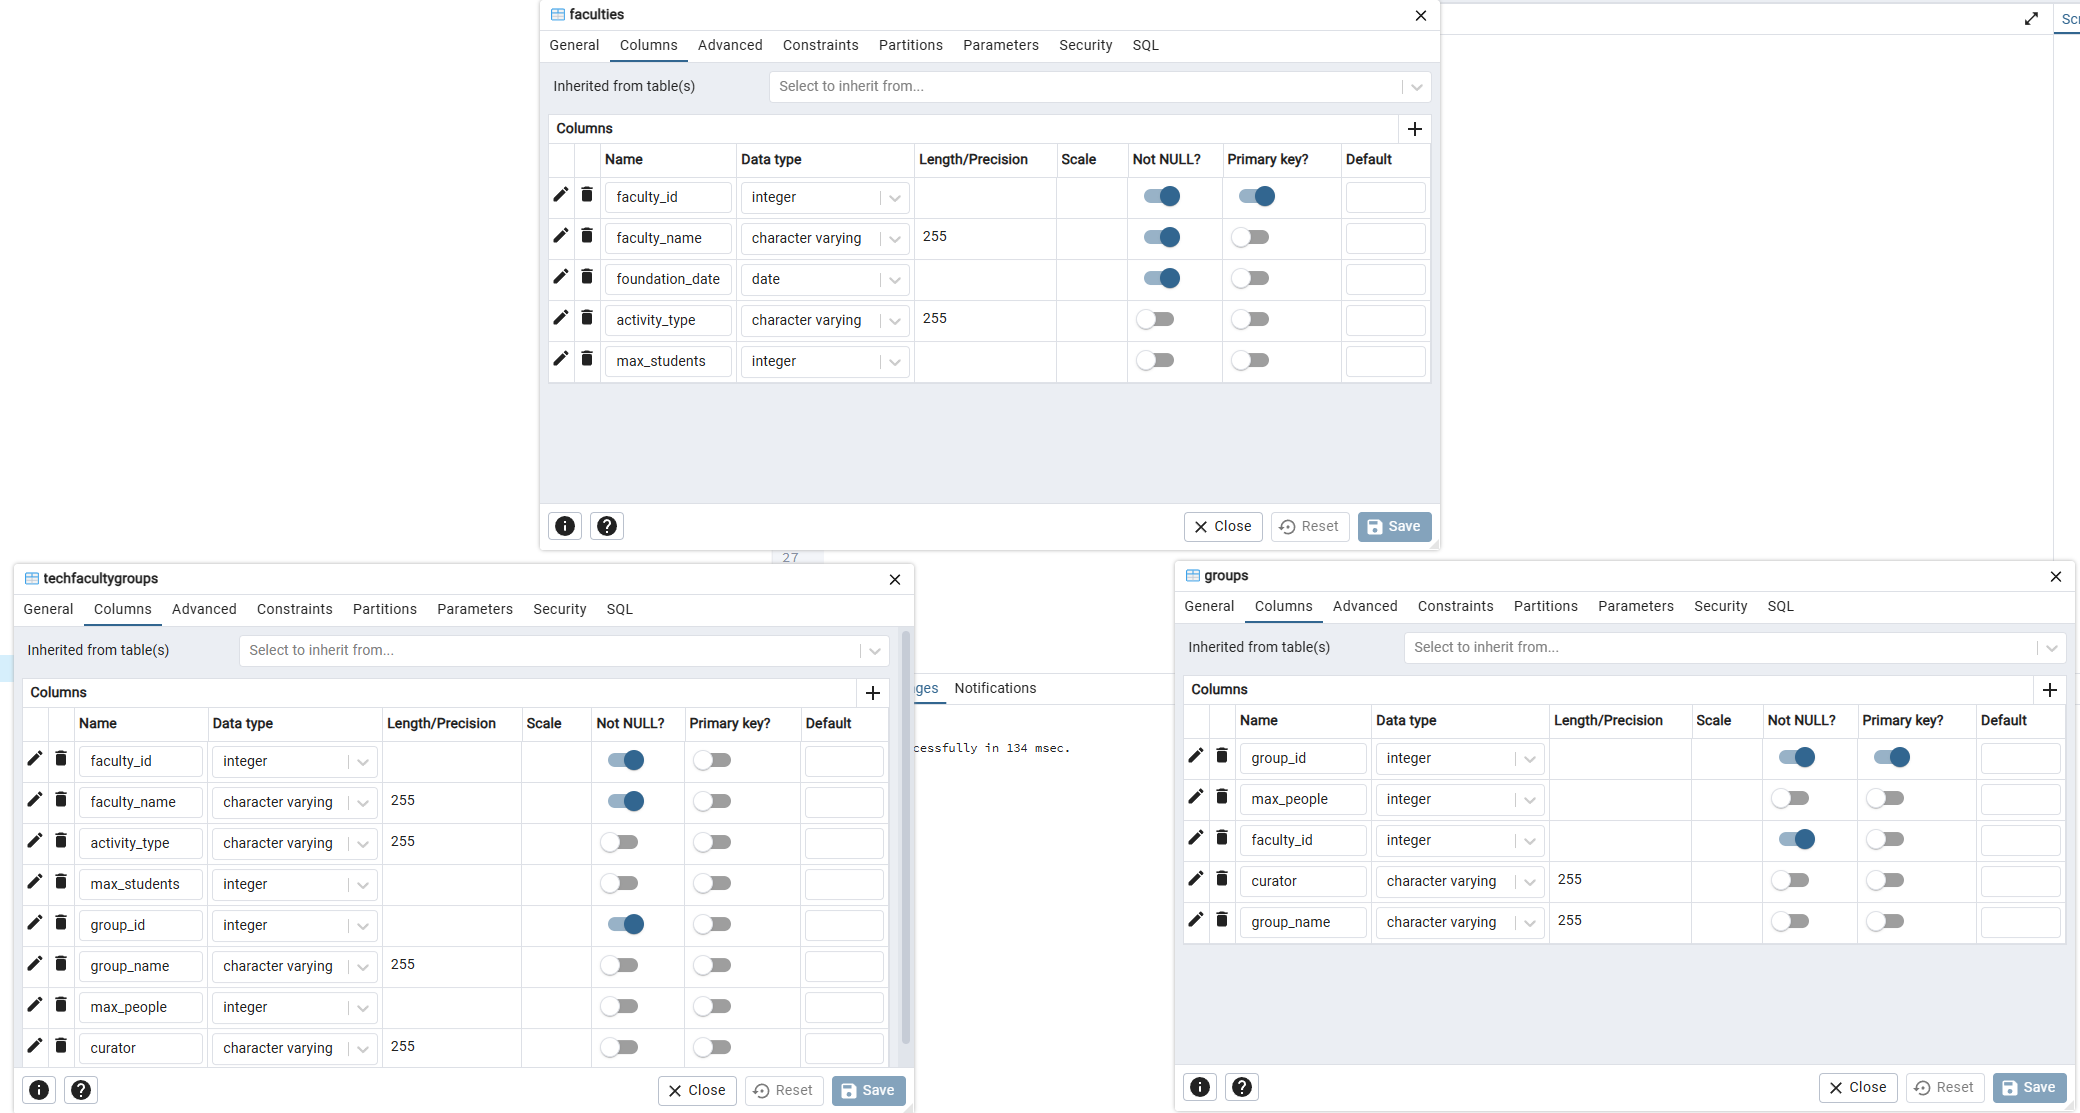 faculties
General Columns Advanced Constraints Partitions Parameters Security SQL
Inherited from table(s) Select to inherit from...
Columns
Name Data type Length/Precision Scale Not NULL? Primary key? Default
faculty_id integer
faculty_name character varying 255
foundation_date date
activity_type character varying 255
max_students integer
Close Reset Save
27
techfacultygroups
General Columns Advanced Constraints Partitions Parameters Security SQL
Inherited from table(s) Select to inherit from...
Columns
Name Data type Length/Precision Scale Not NULL? Primary key? Default
faculty_id integer
faculty_name character varying 255
activity_type character varying 255
max_students integer
group_id integer
group_name character varying 255
max_people integer
curator character varying 255
Close Reset Save
ges Notifications
cessfully in 134 msec.
groups
General Columns Advanced Constraints Partitions Parameters Security SQL
Inherited from table(s) Select to inherit from...
Columns
Name Data type Length/Precision Scale Not NULL? Primary key? Default
group_id integer
max_people integer
faculty_id integer
curator character varying 255
group_name character varying 255
Close Reset Save